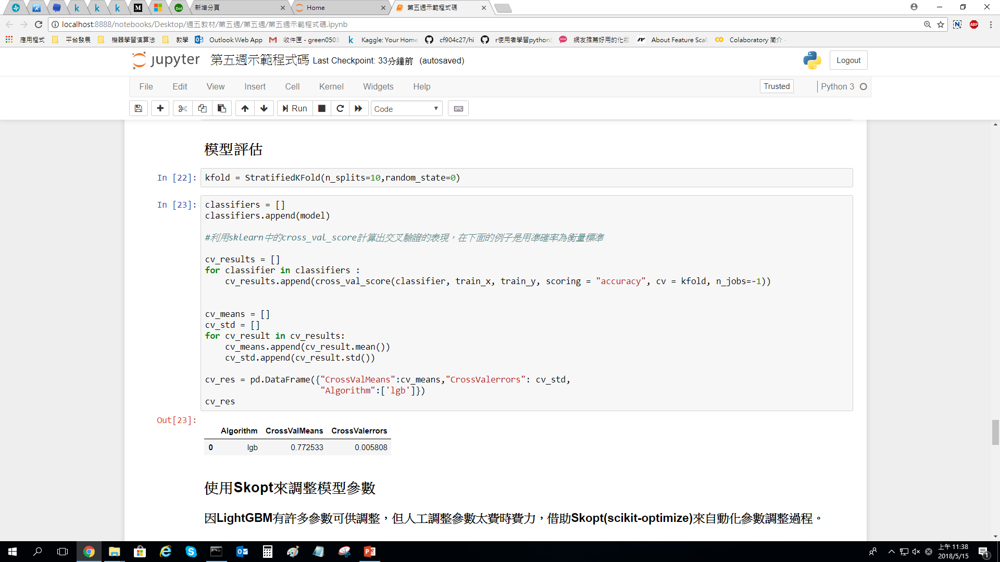 新增分頁
Home
第五週示範程式碼
localhost:8888/notebooks/Desktop/週五教材/第五週/第五週/第五週示範程式碼.ipynb
應用程式 平台發展 機器學習演算法 教學 Outlook Web App 收件匣 - green0503 Kaggle: Your Home cf904c27/hi r使用者學習python 網友推薦好用的化妝 About Feature Scali Colaboratory 簡介 -
jupyter 第五週示範程式碼 Last Checkpoint: 33分鐘前 (autosaved)
Logout
File Edit View Insert Cell Kernel Widgets Help
Trusted Python 3
Run Code
模型評估
In [22]: kfold = StratifiedKFold(n_splits=10,random_state=0)
In [23]: classifiers = []
classifiers.append(model)
#利用sklearn中的cross_val_score計算出交叉驗證的表現，在下面的例子是用準確率為衡量標準
cv_results = []
for classifier in classifiers :
cv_results.append(cross_val_score(classifier, train_x, train_y, scoring = "accuracy", cv = kfold, n_jobs=-1))
cv_means = []
cv_std = []
for cv_result in cv_results:
cv_means.append(cv_result.mean())
cv_std.append(cv_result.std())
cv_res = pd.DataFrame({"CrossValMeans":cv_means,"CrossValerrors": cv_std,
"Algorithm":['lgb']})
cv_res
Out[23]:
Algorithm CrossValMeans CrossValerrors
0 lgb 0.772533 0.005808
使用Skopt來調整模型參數
因LightGBM有許多參數可供調整，但人工調整參數太費時費力，借助Skopt(scikit-optimize)來自動化參數調整過程。
上午 11:38
2018/5/15
1